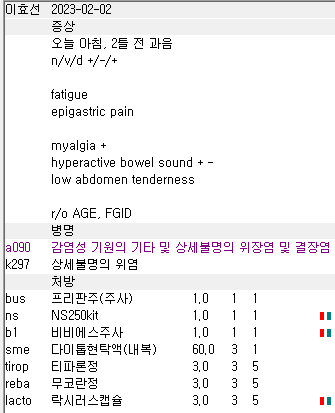 이효선 2023-02-02
증상
오늘 아침, 2틀 전 과음
n/v/d +/-/+
fatigue
epigastric pain
myalgia +
hyperactive bowel sound + -
low abdomen tenderness
r/o AGE, FGID
병명
a090 감염성 기원의 기타 및 상세불명의 위장염 및 결장염
k297 상세불명의 위염
처방
bus 프리판주(주사) 1.0 1 1
ns NS250kit 1.0 1 1
b1 비비에스주사 1.0 1 1
sme 다이톱현탁액(내복) 60.0 3 1
tirop 티파롬정 3.0 3 5
reba 무코란정 3.0 3 5
lacto 락시러스캡슐 3.0 3 5